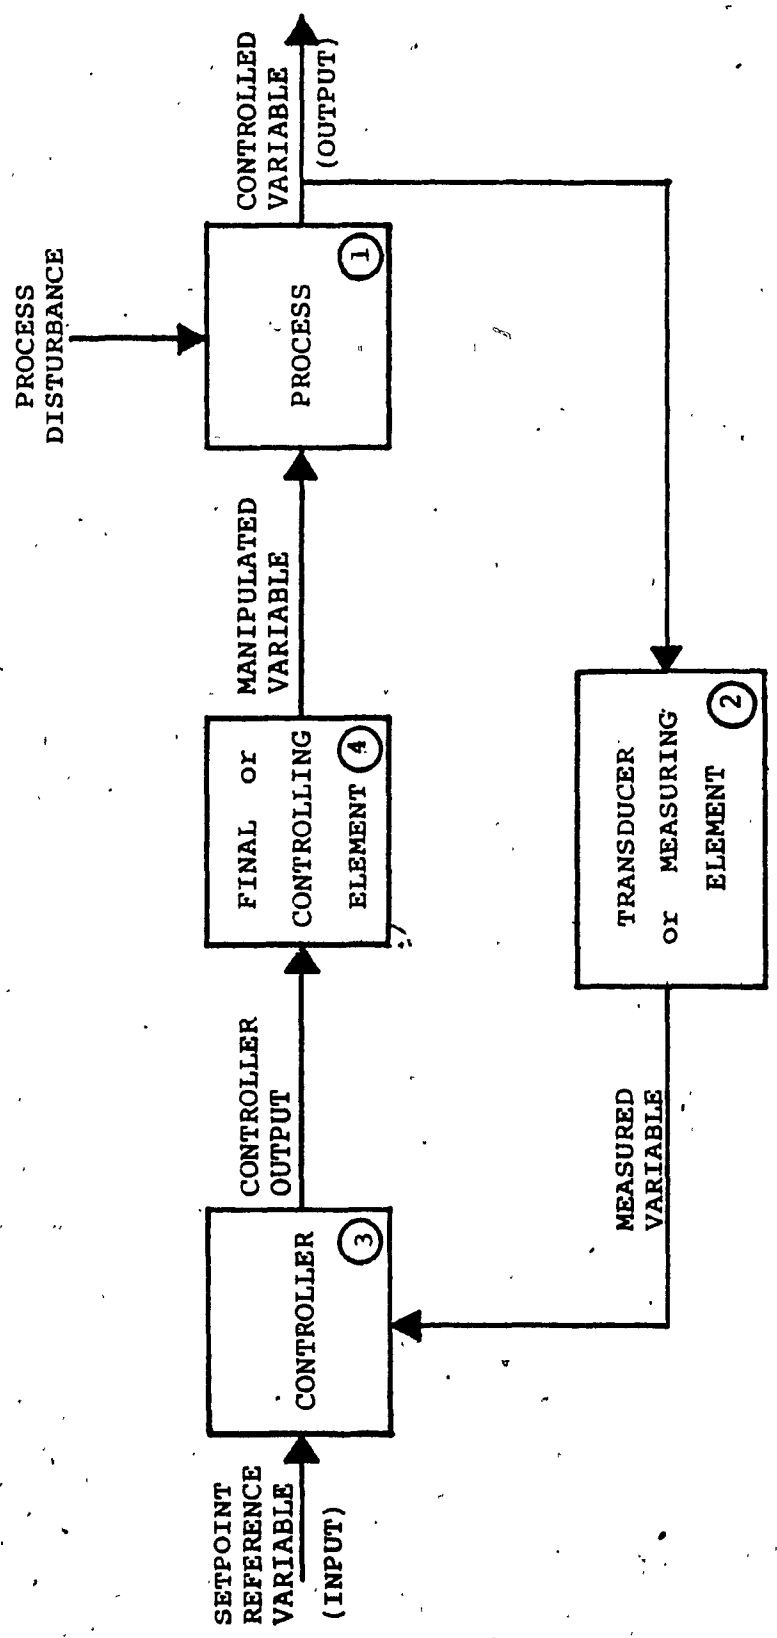 PROCESS
DISTURBANCE
SETPOINT
REFERENCE
VARIABLE
(INPUT)
CONTROLLER
3
CONTROLLER
OUTPUT
FINAL or
CONTROLLING
ELEMENT
4
MANIPULATED
VARIABLE
PROCESS
1
CONTROLLED
VARIABLE
(OUTPUT)
MEASURED
VARIABLE
TRANSDUCER
or MEASURING
ELEMENT
2